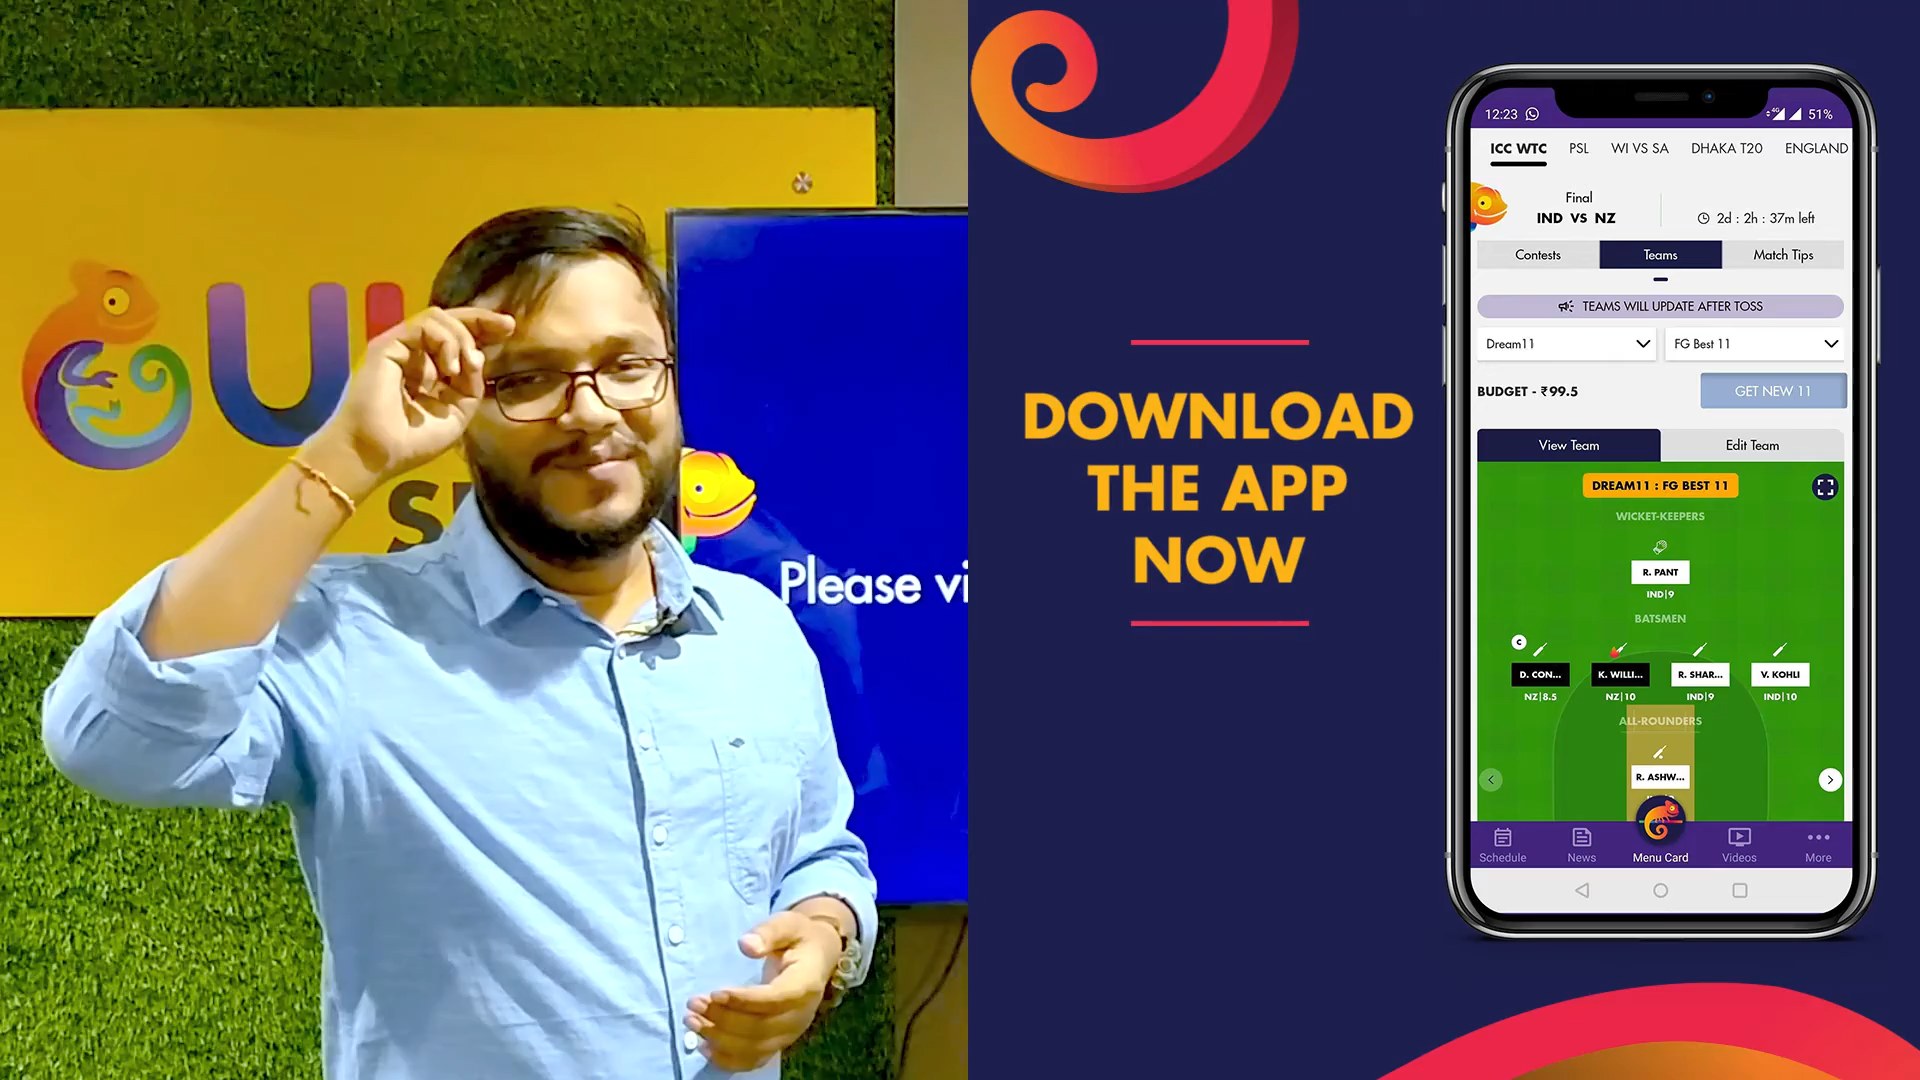 Please vi
DOWNLOAD
THE APP
NOW
12:23
4G
51%
ICC WTC PSL WI VS SA DHAKA T20 ENGLAND
Final
IND VS NZ
2d : 2h : 37m left
Contests Teams Match Tips
TEAMS WILL UPDATE AFTER TOSS
Dream11 FG Best 11
BUDGET - ₹99.5 GET NEW 11
View Team Edit Team
DREAM11 : FG BEST 11
WICKET-KEEPERS
R. PANT
IND|9
BATSMEN
C
D. CON... K. WILLI... R. SHAR... V. KOHLI
NZ|8.5 NZ|10 IND|9 IND|10
ALL-ROUNDERS
R. ASHW...
Schedule News Menu Card Videos More